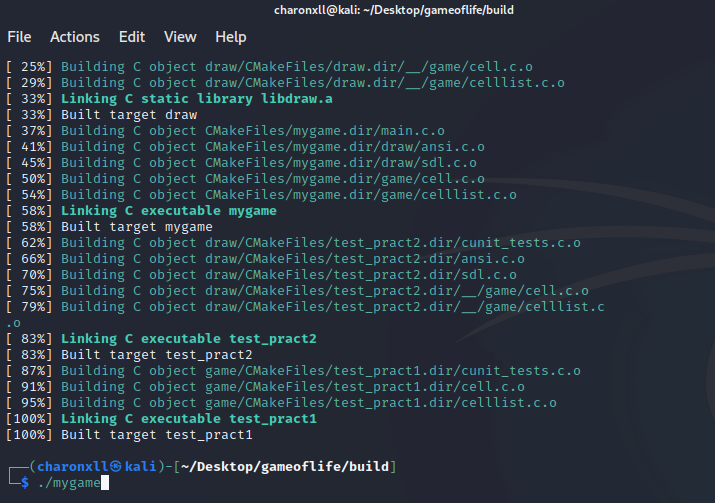 charonxll@kali: ~/Desktop/gameoflife/build
File Actions Edit View Help
[ 25%] Building C object draw/CMakeFiles/draw.dir/__/game/cell.c.o
[ 29%] Building C object draw/CMakeFiles/draw.dir/__/game/celllist.c.o
[ 33%] Linking C static library libdraw.a
[ 33%] Built target draw
[ 37%] Building C object CMakeFiles/mygame.dir/main.c.o
[ 41%] Building C object CMakeFiles/mygame.dir/draw/ansi.c.o
[ 45%] Building C object CMakeFiles/mygame.dir/draw/sdl.c.o
[ 50%] Building C object CMakeFiles/mygame.dir/game/cell.c.o
[ 54%] Building C object CMakeFiles/mygame.dir/game/celllist.c.o
[ 58%] Linking C executable mygame
[ 58%] Built target mygame
[ 62%] Building C object draw/CMakeFiles/test_pract2.dir/cunit_tests.c.o
[ 66%] Building C object draw/CMakeFiles/test_pract2.dir/ansi.c.o
[ 70%] Building C object draw/CMakeFiles/test_pract2.dir/sdl.c.o
[ 75%] Building C object draw/CMakeFiles/test_pract2.dir/__/game/cell.c.o
[ 79%] Building C object draw/CMakeFiles/test_pract2.dir/__/game/celllist.c
.o
[ 83%] Linking C executable test_pract2
[ 83%] Built target test_pract2
[ 87%] Building C object game/CMakeFiles/test_pract1.dir/cunit_tests.c.o
[ 91%] Building C object game/CMakeFiles/test_pract1.dir/cell.c.o
[ 95%] Building C object game/CMakeFiles/test_pract1.dir/celllist.c.o
[100%] Linking C executable test_pract1
[100%] Built target test_pract1
┌──(charonxll㉿kali)-[~/Desktop/gameoflife/build]
└─$ ./mygame